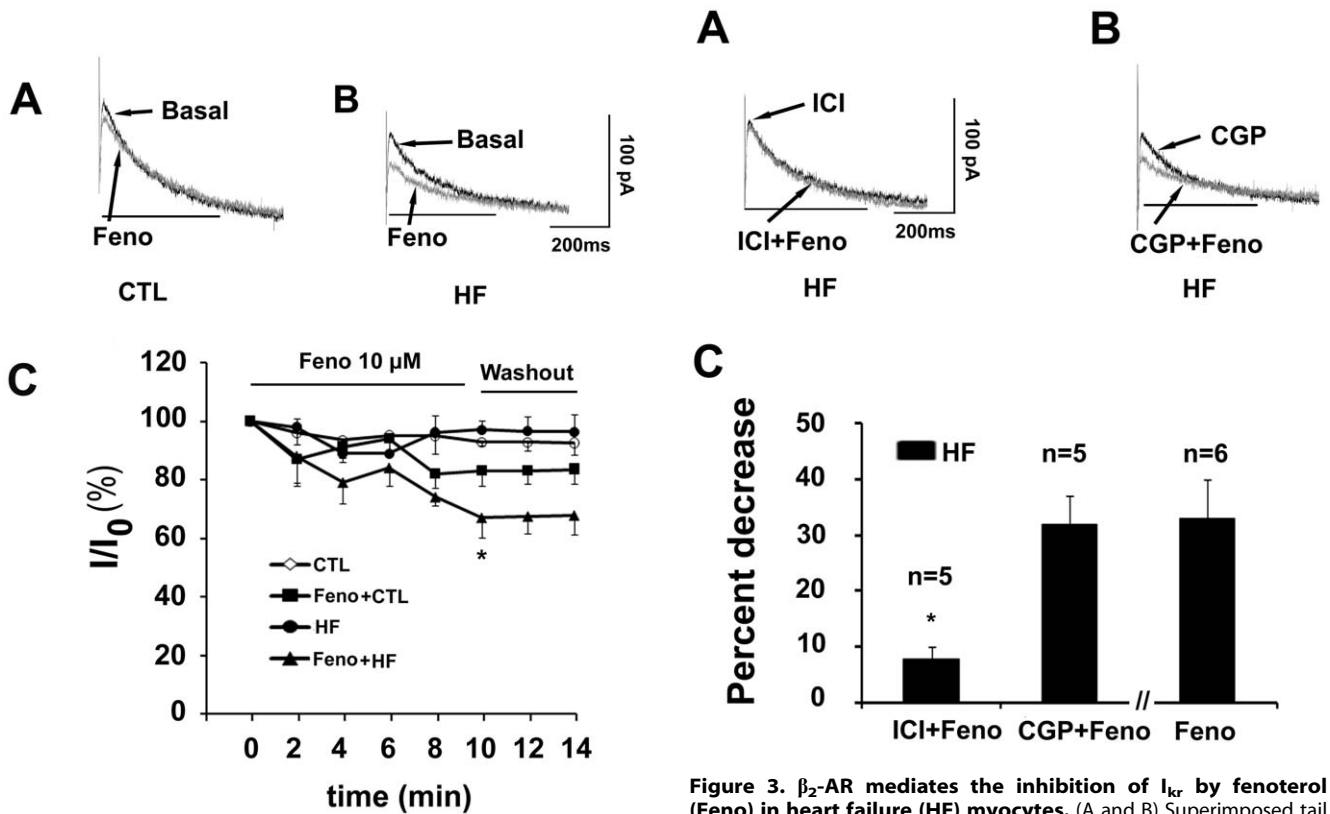 A
Basal
Feno
CTL
B
Basal
Feno
100 pA
200ms
HF
C
120
100
80
60
40
20
0
I/I₀ (%)
Feno 10 µM
Washout
*
CTL
Feno+CTL
HF
Feno+HF
0 2 4 6 8 10 12 14
time (min)
A
ICI
ICI+Feno
100 pA
200ms
HF
B
CGP
CGP+Feno
HF
C
Percent decrease
50
40
30
20
10
0
HF
n=5
*
n=5
n=6
//
ICI+Feno CGP+Feno Feno
Figure 3. β₂-AR mediates the inhibition of Iₖᵣ by fenoterol
(Feno) in heart failure (HF) myocytes. (A and B) Superimposed tail